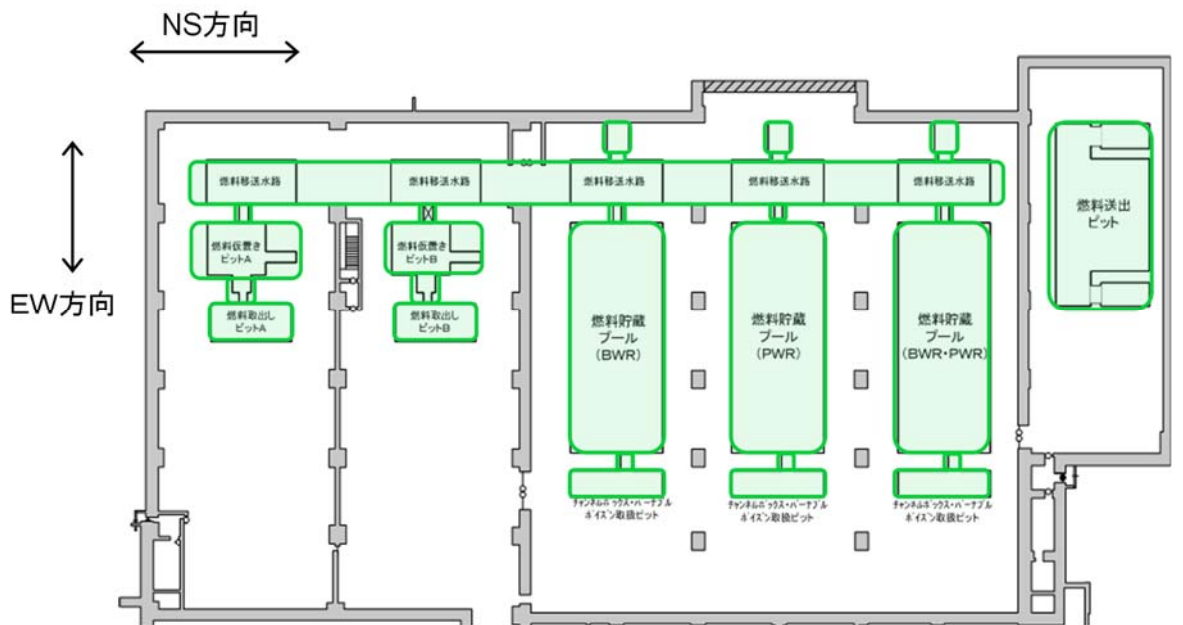 NS方向
EW方向
燃料移送水路
燃料移送水路
燃料移送水路
燃料移送水路
燃料移送水路
燃料仮置き
ピットA
燃料仮置き
ピットB
燃料取出し
ピットA
燃料取出し
ピットB
燃料貯蔵
プール
(BWR)
燃料貯蔵
プール
(PWR)
燃料貯蔵
プール
(BWR・PWR)
燃料送出
ピット
チャンネルボックス・バーナブル
ポイズン取扱ピット
チャンネルボックス・バーナブル
ポイズン取扱ピット
チャンネルボックス・バーナブル
ポイズン取扱ピット